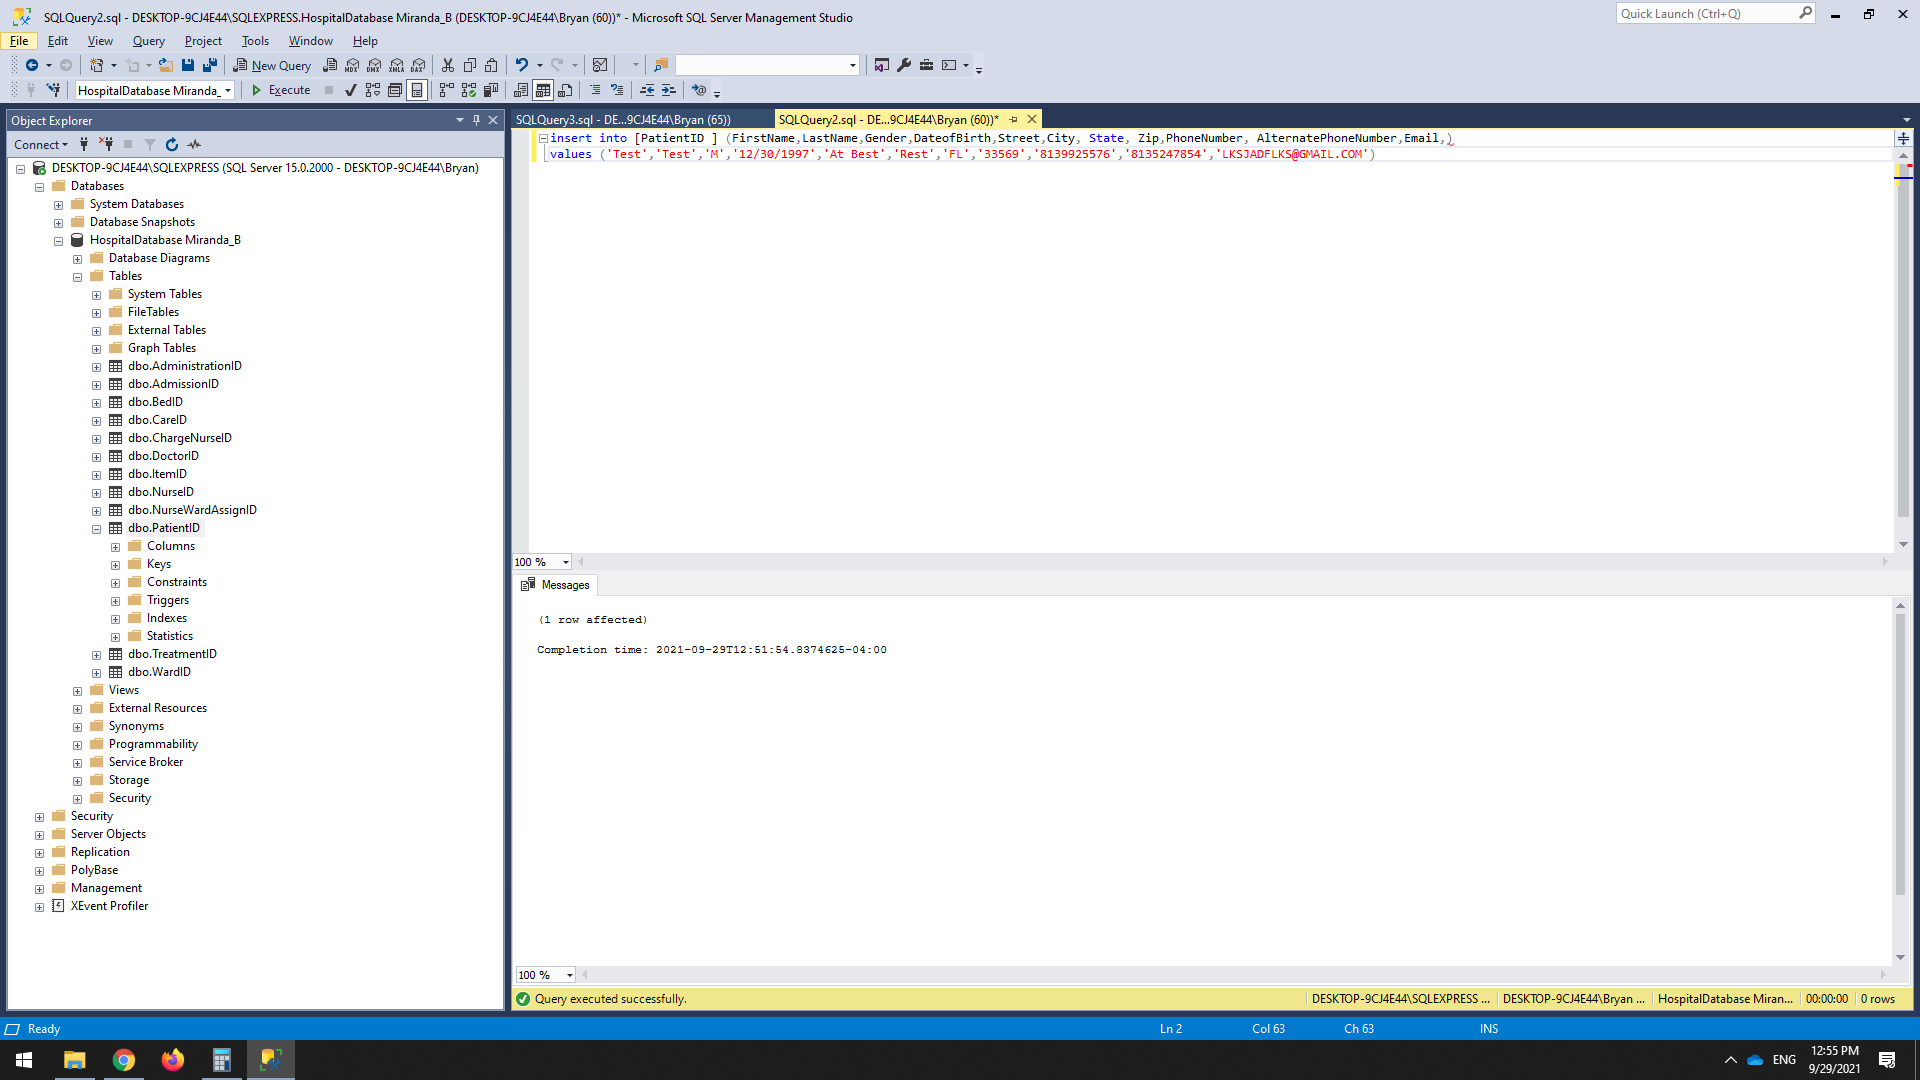 SQLQuery2.sql - DESKTOP-9CJ4E44\SQLEXPRESS.HospitalDatabase Miranda_B (DESKTOP-9CJ4E44\Bryan (60))* - Microsoft SQL Server Management Studio
Quick Launch (Ctrl+Q)
File Edit View Query Project Tools Window Help
New Query
MDX DMX XMLA DAX
HospitalDatabase Miranda_
Execute
Object Explorer
Connect
DESKTOP-9CJ4E44\SQLEXPRESS (SQL Server 15.0.2000 - DESKTOP-9CJ4E44\Bryan)
Databases
System Databases
Database Snapshots
HospitalDatabase Miranda_B
Database Diagrams
Tables
System Tables
FileTables
External Tables
Graph Tables
dbo.AdministrationID
dbo.AdmissionID
dbo.BedID
dbo.CareID
dbo.ChargeNurseID
dbo.DoctorID
dbo.ItemID
dbo.NurseID
dbo.NurseWardAssignID
dbo.PatientID
Columns
Keys
Constraints
Triggers
Indexes
Statistics
dbo.TreatmentID
dbo.WardID
Views
External Resources
Synonyms
Programmability
Service Broker
Storage
Security
Security
Server Objects
Replication
PolyBase
Management
XEvent Profiler
SQLQuery3.sql - DE...9CJ4E44\Bryan (65))
SQLQuery2.sql - DE...9CJ4E44\Bryan (60))*
insert into [PatientID ] (FirstName,LastName,Gender,DateofBirth,Street,City, State, Zip,PhoneNumber, AlternatePhoneNumber,Email,)
values ('Test','Test','M','12/30/1997','At Best','Rest','FL','33569','8139925576','8135247854','LKSJADFLKS@GMAIL.COM')
100 %
Messages
(1 row affected)
Completion time: 2021-09-29T12:51:54.8374625-04:00
100 %
Query executed successfully.
DESKTOP-9CJ4E44\SQLEXPRESS ...
DESKTOP-9CJ4E44\Bryan ...
HospitalDatabase Miran...
00:00:00
0 rows
Ready
Ln 2
Col 63
Ch 63
INS
ENG
12:55 PM
9/29/2021